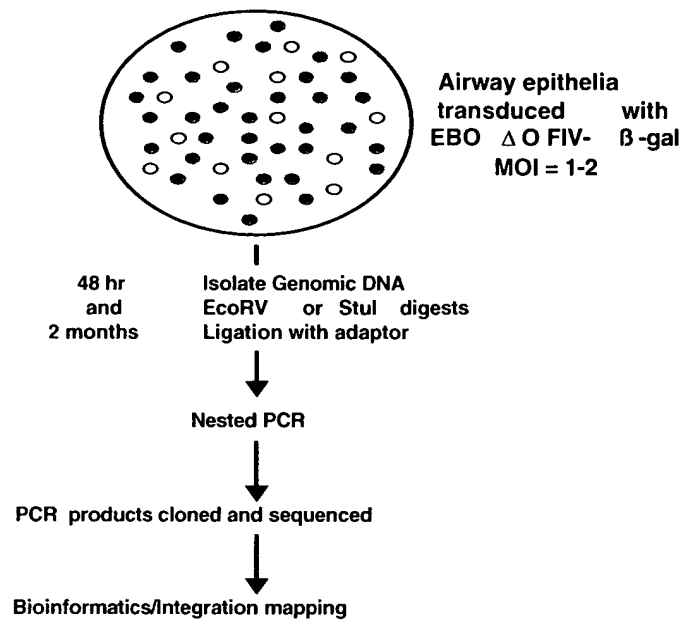 Airway epithelia
transduced with
EBO Δ O FIV- ß-gal
MOI = 1-2
48 hr
and
2 months
Isolate Genomic DNA
EcoRV or StuI digests
Ligation with adaptor
Nested PCR
PCR products cloned and sequenced
Bioinformatics/Integration mapping